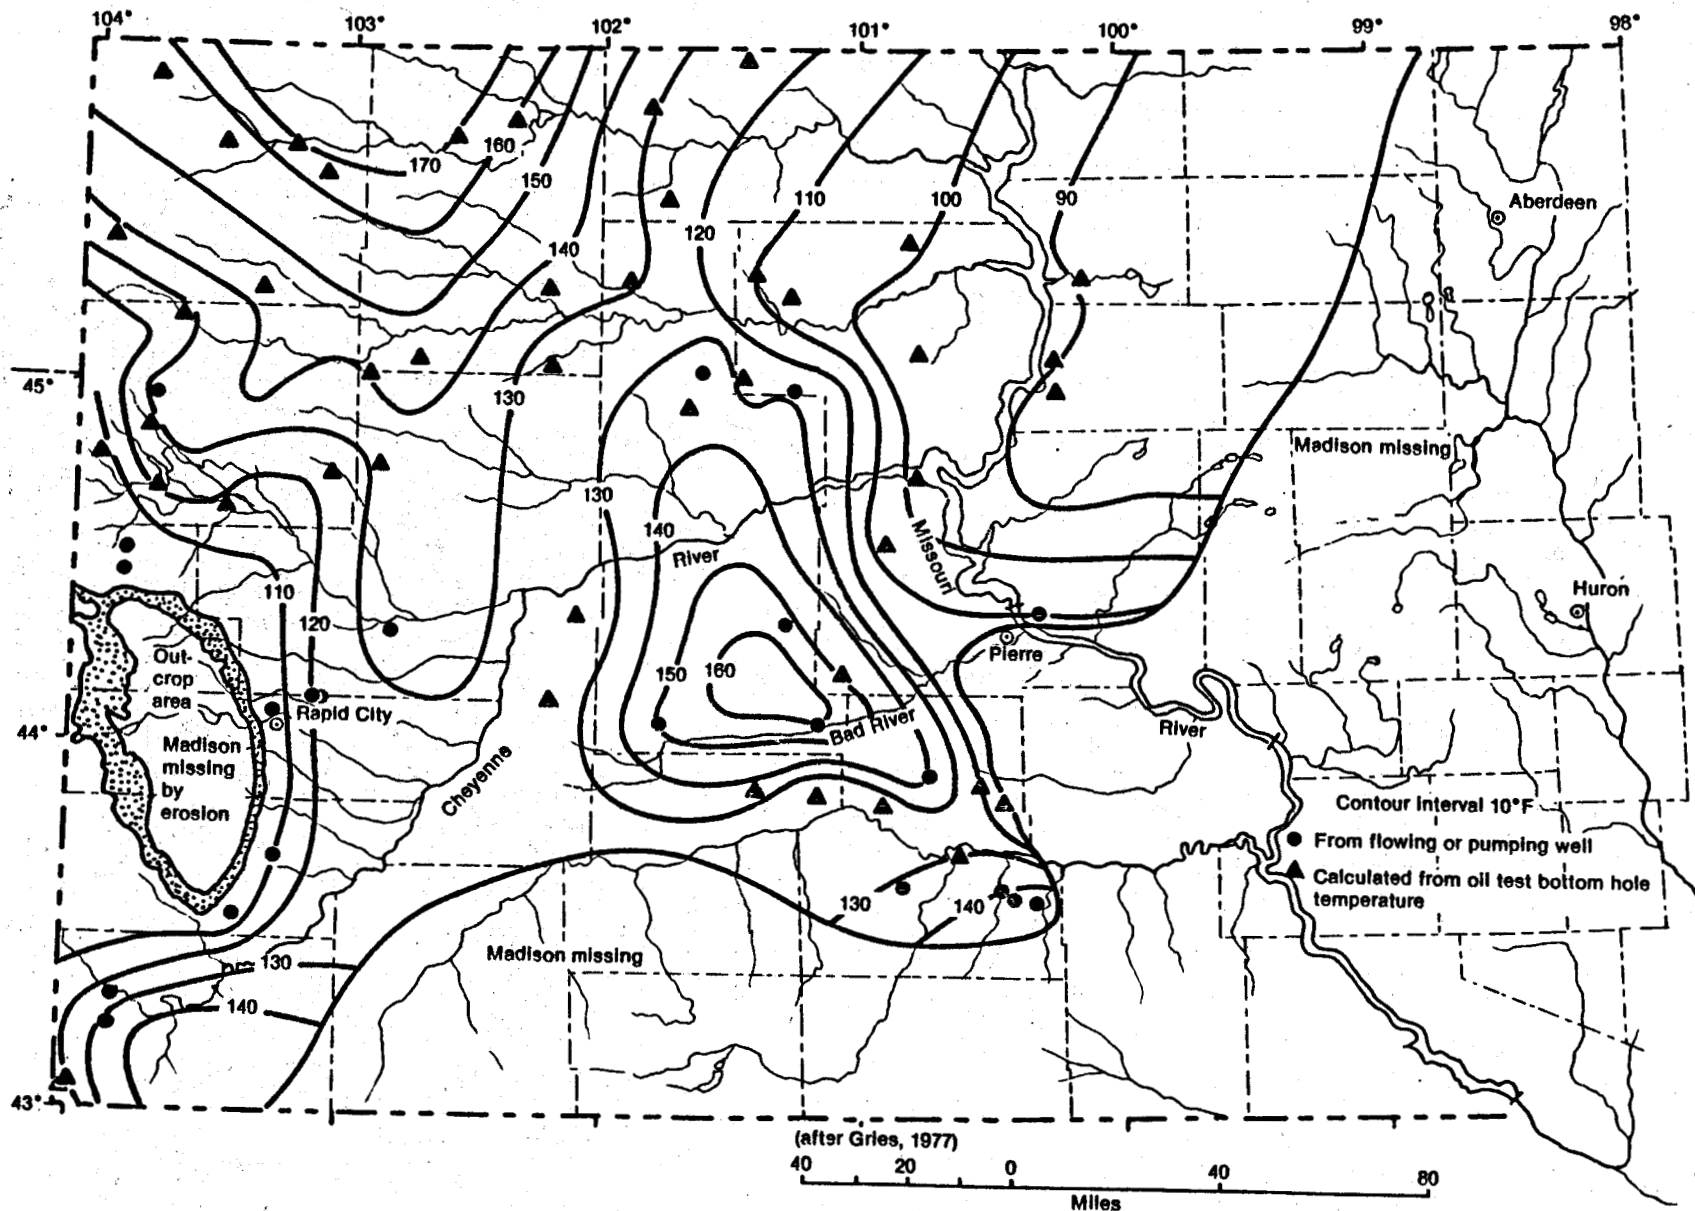 104° 103° 102° 101° 100° 99° 98°
170
160
150
140
130
120
110
100
90
Aberdeen
45°
Madison missing
130
140
River
Missouri
110
120
150
160
Huron
Pierre
Out-
crop
area
Rapid City
Bad River
River
44°
Madison
missing
by
erosion
Cheyenne
Contour Interval 10°F
From flowing or pumping well
Calculated from oil test bottom hole
temperature
130
140
Madison missing
130
140
43°
(after Gries, 1977)
40 20 0 40 80
Miles